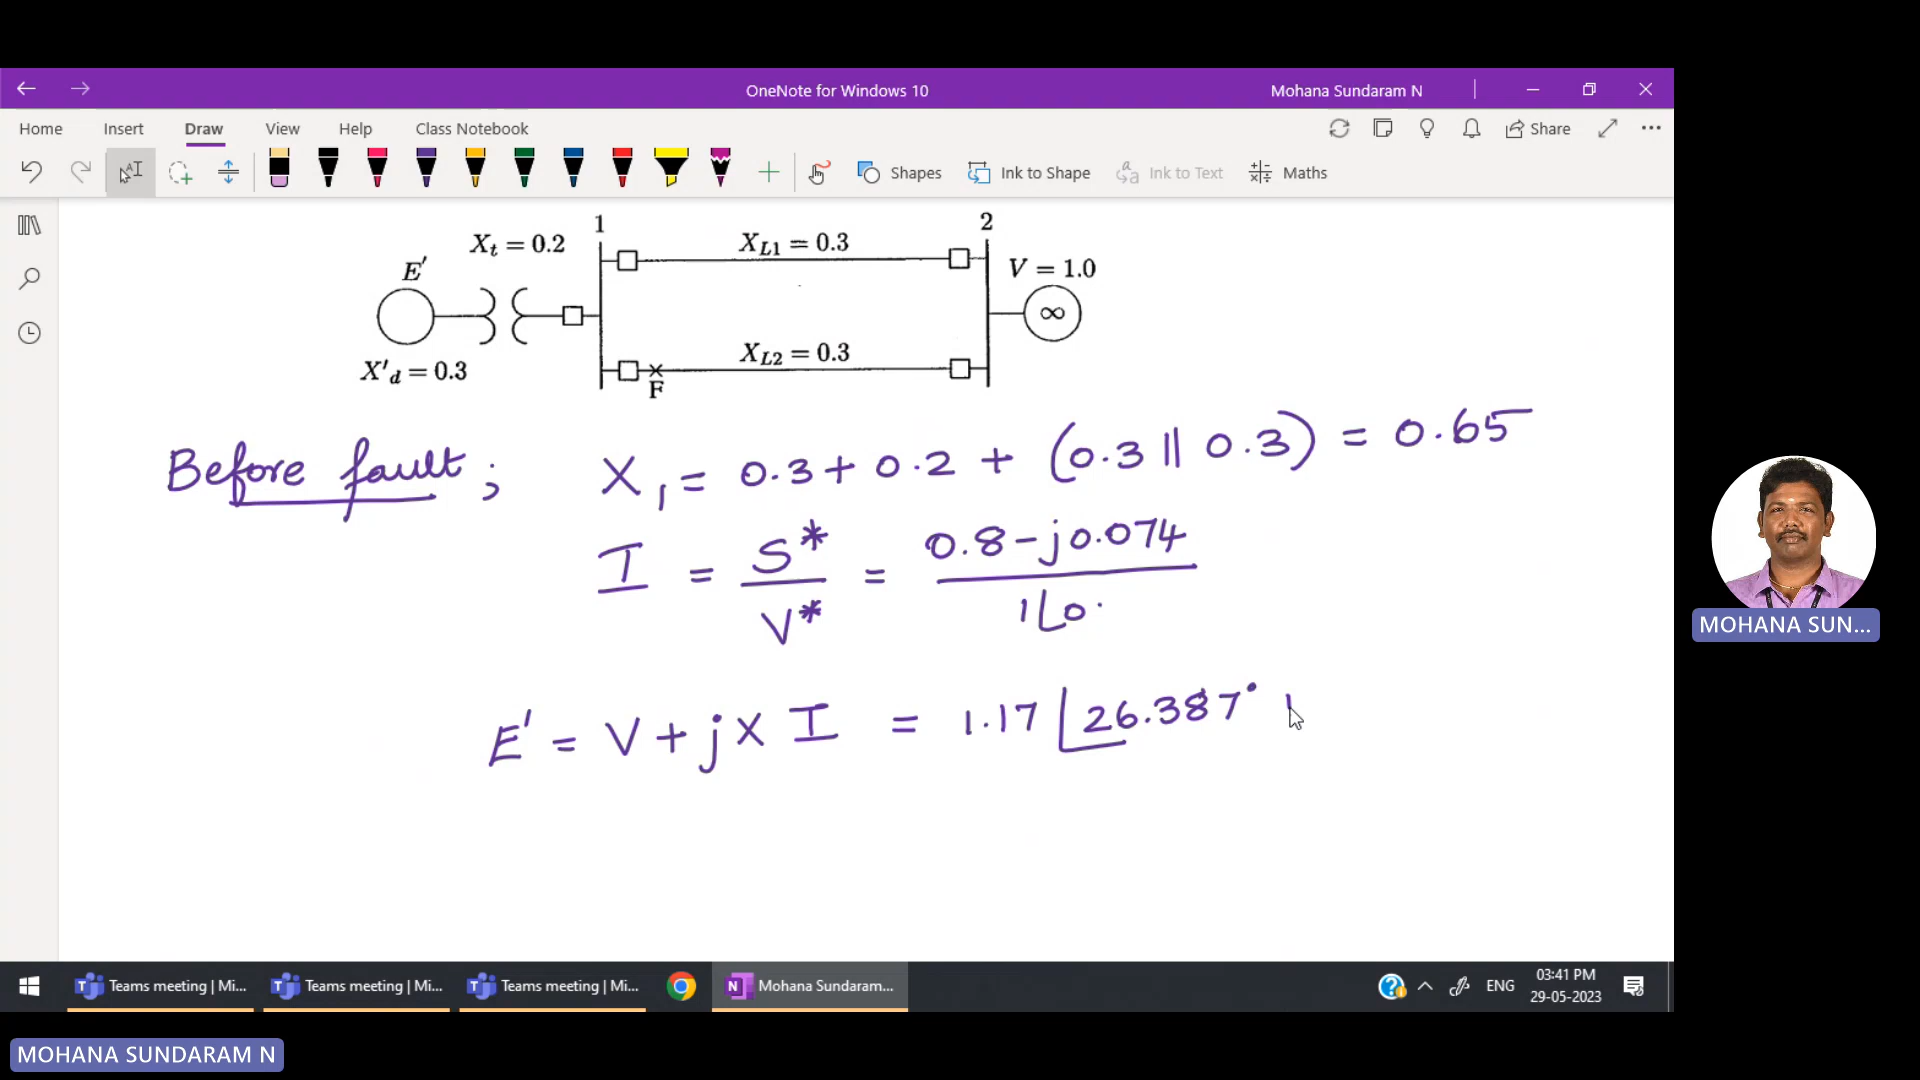 OneNote for Windows 10
Mohana Sundaram N
Home Insert Draw View Help Class Notebook
Share
Shapes Ink to Shape Ink to Text Maths
1 2
X_t = 0.2 X_{L1} = 0.3
E' V = 1.0
∞
X_{L2} = 0.3
X'_d = 0.3
F
Before fault ; X_1 = 0.3 + 0.2 + (0.3 || 0.3) = 0.65
I = S* / V* = 0.8 - j0.074 / 1∠0°
E' = V + jXI = 1.17 ∠26.387°
MOHANA SUN...
Teams meeting | Mi... Teams meeting | Mi... Teams meeting | Mi... Mohana Sundaram...
ENG
03:41 PM
29-05-2023
MOHANA SUNDARAM N